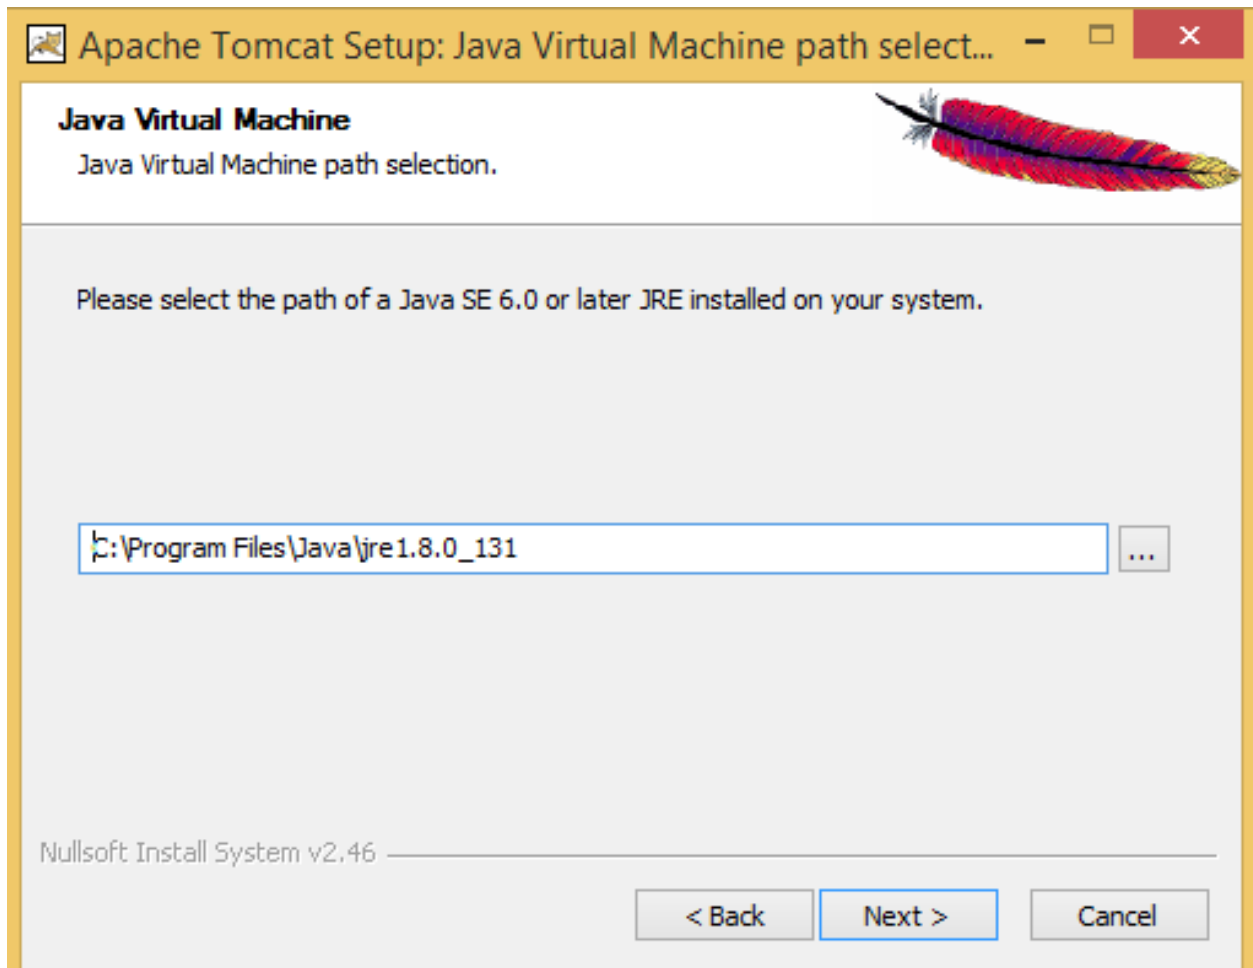 Apache Tomcat Setup: Java Virtual Machine path select...
Java Virtual Machine
Java Virtual Machine path selection.
Please select the path of a Java SE 6.0 or later JRE installed on your system.
C:\Program Files\Java\jre1.8.0_131
...
Nullsoft Install System v2.46
< Back
Next >
Cancel